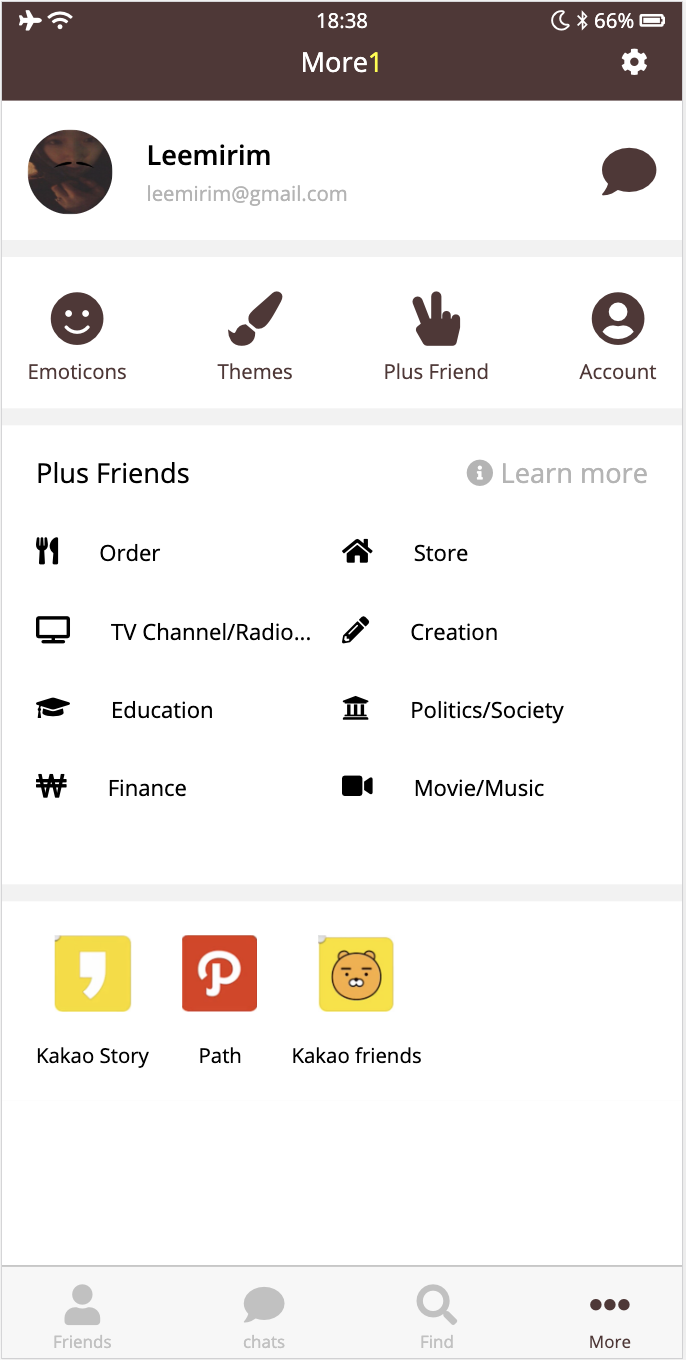 18:38
66%
More1
Leemirim
leemirim@gmail.com
Emoticons Themes Plus Friend Account
Plus Friends Learn more
Order Store
TV Channel/Radio... Creation
Education Politics/Society
Finance Movie/Music
Kakao Story Path Kakao friends
Friends chats Find More